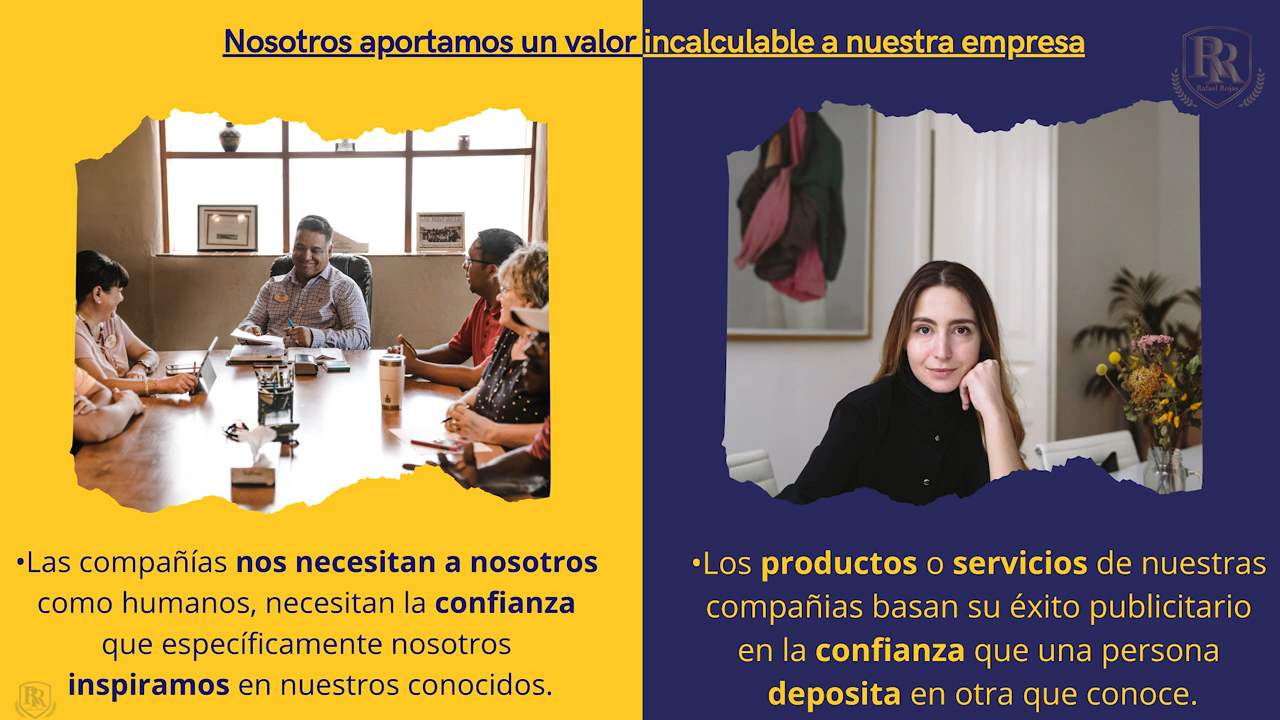 Nosotros aportamos un valor incalculable a nuestra empresa
RR
Rafael Rojas
•Las compañías nos necesitan a nosotros
como humanos, necesitan la confianza
que específicamente nosotros
inspiramos en nuestros conocidos.
•Los productos o servicios de nuestras
compañias basan su éxito publicitario
en la confianza que una persona
deposita en otra que conoce.
RR